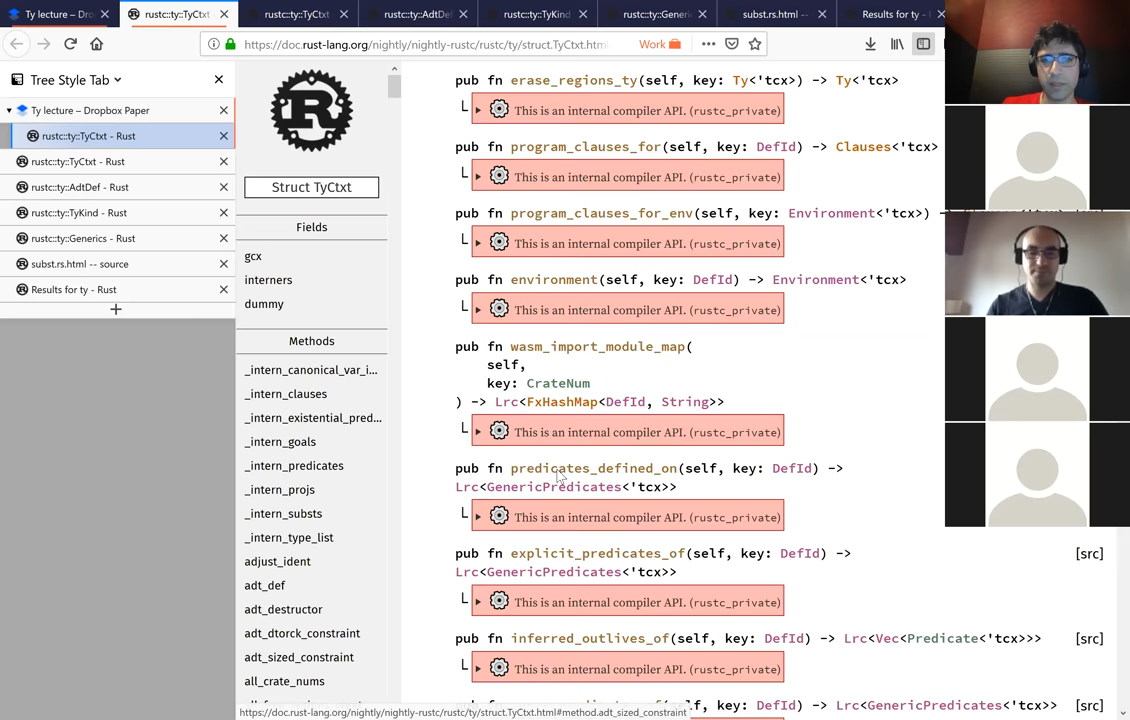 Ty lecture – Dro
rustc::ty::TyCtxt
rustc::ty::TyCtxt
rustc::ty::AdtDef
rustc::ty::TyKind
rustc::ty::Generi
subst.rs.html --
Results for ty -
https://doc.rust-lang.org/nightly/nightly-rustc/rustc/ty/struct.TyCtxt.html
Work
Tree Style Tab
Ty lecture – Dropbox Paper
rustc::ty::TyCtxt - Rust
rustc::ty::TyCtxt - Rust
rustc::ty::AdtDef - Rust
rustc::ty::TyKind - Rust
rustc::ty::Generics - Rust
subst.rs.html -- source
Results for ty - Rust
Struct TyCtxt
Fields
gcx
interners
dummy
Methods
_intern_canonical_var_i...
_intern_clauses
_intern_existential_pred...
_intern_goals
_intern_predicates
_intern_projs
_intern_substs
_intern_type_list
adjust_ident
adt_def
adt_destructor
adt_dtorck_constraint
adt_sized_constraint
all_crate_nums
pub fn erase_regions_ty(self, key: Ty<'tcx>) -> Ty<'tcx>
This is an internal compiler API. (rustc_private)
pub fn program_clauses_for(self, key: DefId) -> Clauses<'tcx>
This is an internal compiler API. (rustc_private)
pub fn program_clauses_for_env(self, key: Environment<'tcx>) -
This is an internal compiler API. (rustc_private)
pub fn environment(self, key: DefId) -> Environment<'tcx>
This is an internal compiler API. (rustc_private)
pub fn wasm_import_module_map(
self,
key: CrateNum
) -> Lrc<FxHashMap<DefId, String>>
This is an internal compiler API. (rustc_private)
pub fn predicates_defined_on(self, key: DefId) ->
Lrc<GenericPredicates<'tcx>>
This is an internal compiler API. (rustc_private)
pub fn explicit_predicates_of(self, key: DefId) -> [src]
Lrc<GenericPredicates<'tcx>>
This is an internal compiler API. (rustc_private)
pub fn inferred_outlives_of(self, key: DefId) -> Lrc<Vec<Predicate<'tcx>>> [src]
This is an internal compiler API. (rustc_private)
key: DefId) -> Lrc<GenericPredicates<'tcx>> [src]
https://doc.rust-lang.org/nightly/nightly-rustc/rustc/ty/struct.TyCtxt.html#method.adt_sized_constraint